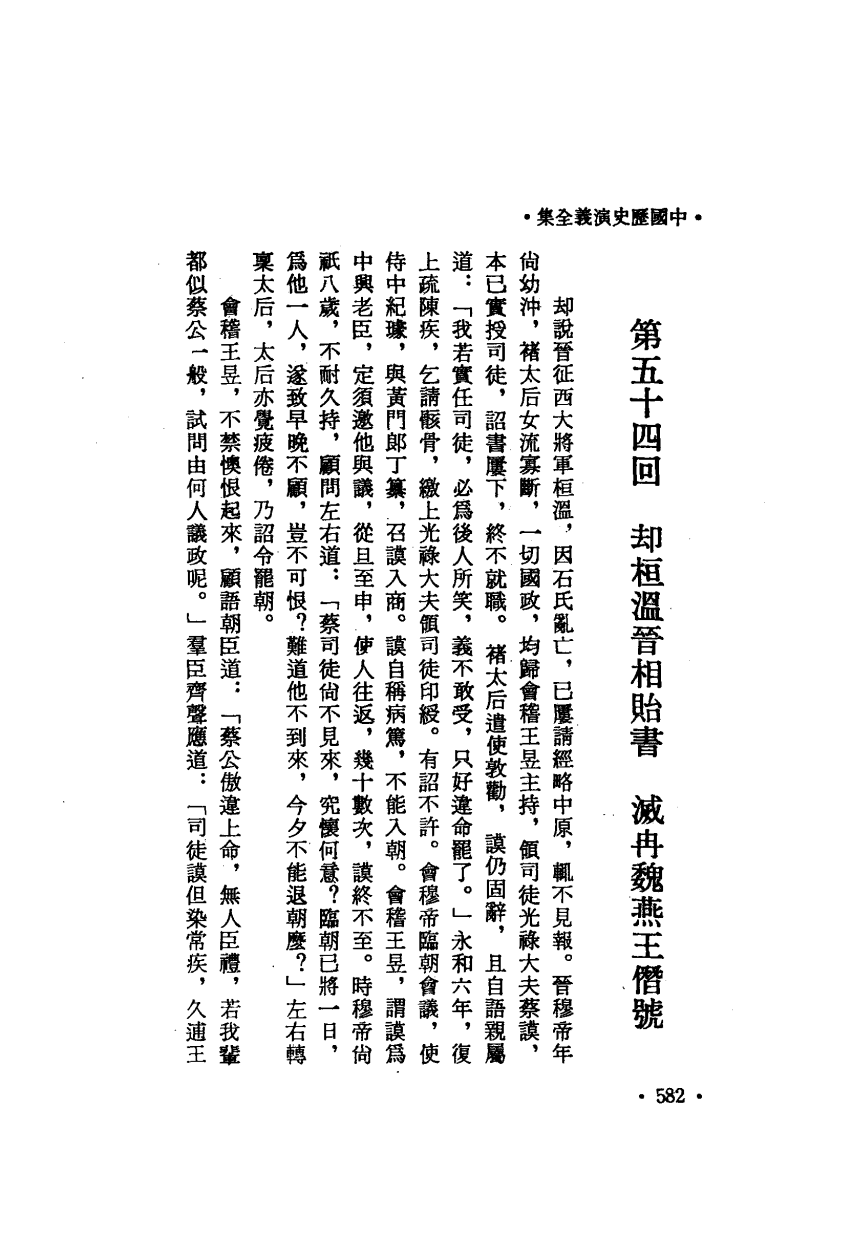 •中國歷史演義全集•
第五十四回　却桓溫晉相貽書　滅冉魏燕王僭號
却說晉征西大將軍桓溫，因石氏亂亡，已屢請經略中原，輒不見報。晉穆帝年
尙幼沖，褚太后女流寡斷，一切國政，均歸會稽王昱主持，領司徒光祿大夫蔡謨，
本已實授司徒，詔書屢下，終不就職。褚太后遣使敦勸，謨仍固辭，且自語親屬
道：「我若實任司徒，必爲後人所笑，義不敢受，只好違命罷了。」永和六年，復
上疏陳疾，乞請骸骨，繳上光祿大夫領司徒印綬。有詔不許。會穆帝臨朝會議，使
侍中紀璩，與黃門郎丁纂，召謨入商。謨自稱病篤，不能入朝。會稽王昱，謂謨爲
中興老臣，定須邀他與議，從旦至申，使人往返，幾十數次，謨終不至。時穆帝尙
祇八歲，不耐久持，顧問左右道：「蔡司徒尙不見來，究懷何意？臨朝已將一日，
爲他一人，遂致早晚不顧，豈不可恨？難道他不到來，今夕不能退朝麼？」左右轉
稟太后，太后亦覺疲倦，乃詔令罷朝。
會稽王昱，不禁懊恨起來，顧語朝臣道：「蔡公傲違上命，無人臣禮，若我輩
都似蔡公一般，試問由何人議政呢。」羣臣齊聲應道：「司徒謨但染常疾，久逋王
•582•